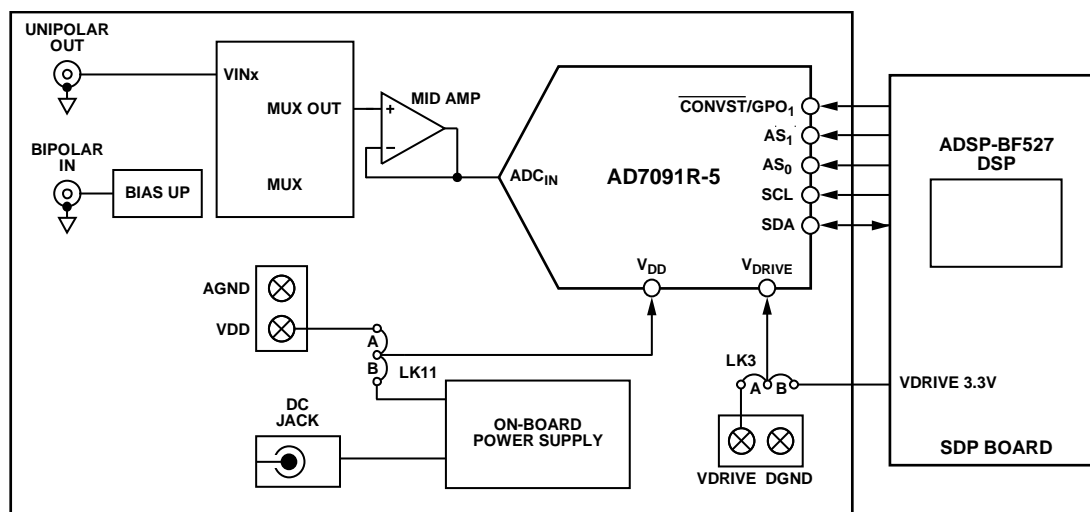 UNIPOLAR
OUT
VINx
MUX OUT
MUX
MID AMP
+
−
BIPOLAR
IN
BIAS UP
ADCIN
AD7091R-5
CONVST/GPO1
AS1
AS0
SCL
SDA
VDD
VDRIVE
ADSP-BF527
DSP
AGND
VDD
A
B
LK11
DC
JACK
ON-BOARD
POWER SUPPLY
LK3
A
B
VDRIVE DGND
VDRIVE 3.3V
SDP BOARD